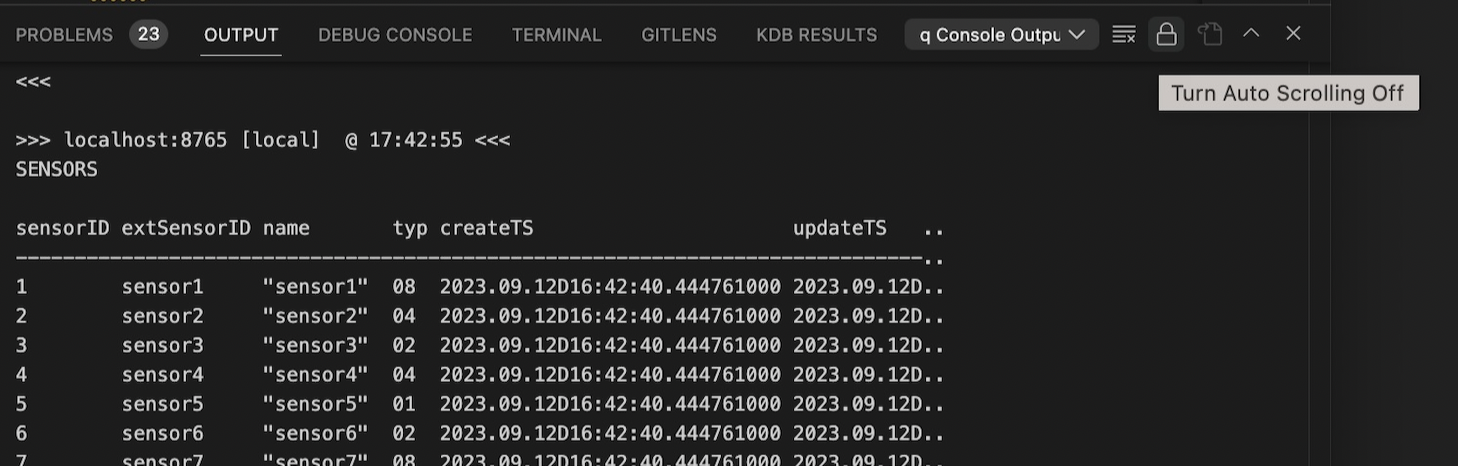 PROBLEMS 23 OUTPUT DEBUG CONSOLE TERMINAL GITLENS KDB RESULTS q Console Outpu
<<<
Turn Auto Scrolling Off
>>> localhost:8765 [local]  @ 17:42:55 <<<
SENSORS
sensorID extSensorID name       typ createTS                      updateTS   ..
-----------------------------------------------------------------------------..
1        sensor1     "sensor1"  08  2023.09.12D16:42:40.444761000 2023.09.12D..
2        sensor2     "sensor2"  04  2023.09.12D16:42:40.444761000 2023.09.12D..
3        sensor3     "sensor3"  02  2023.09.12D16:42:40.444761000 2023.09.12D..
4        sensor4     "sensor4"  04  2023.09.12D16:42:40.444761000 2023.09.12D..
5        sensor5     "sensor5"  01  2023.09.12D16:42:40.444761000 2023.09.12D..
6        sensor6     "sensor6"  02  2023.09.12D16:42:40.444761000 2023.09.12D..
7        sensor7     "sensor7"  08  2023.09.12D16:42:40.444761000 2023.09.12D..